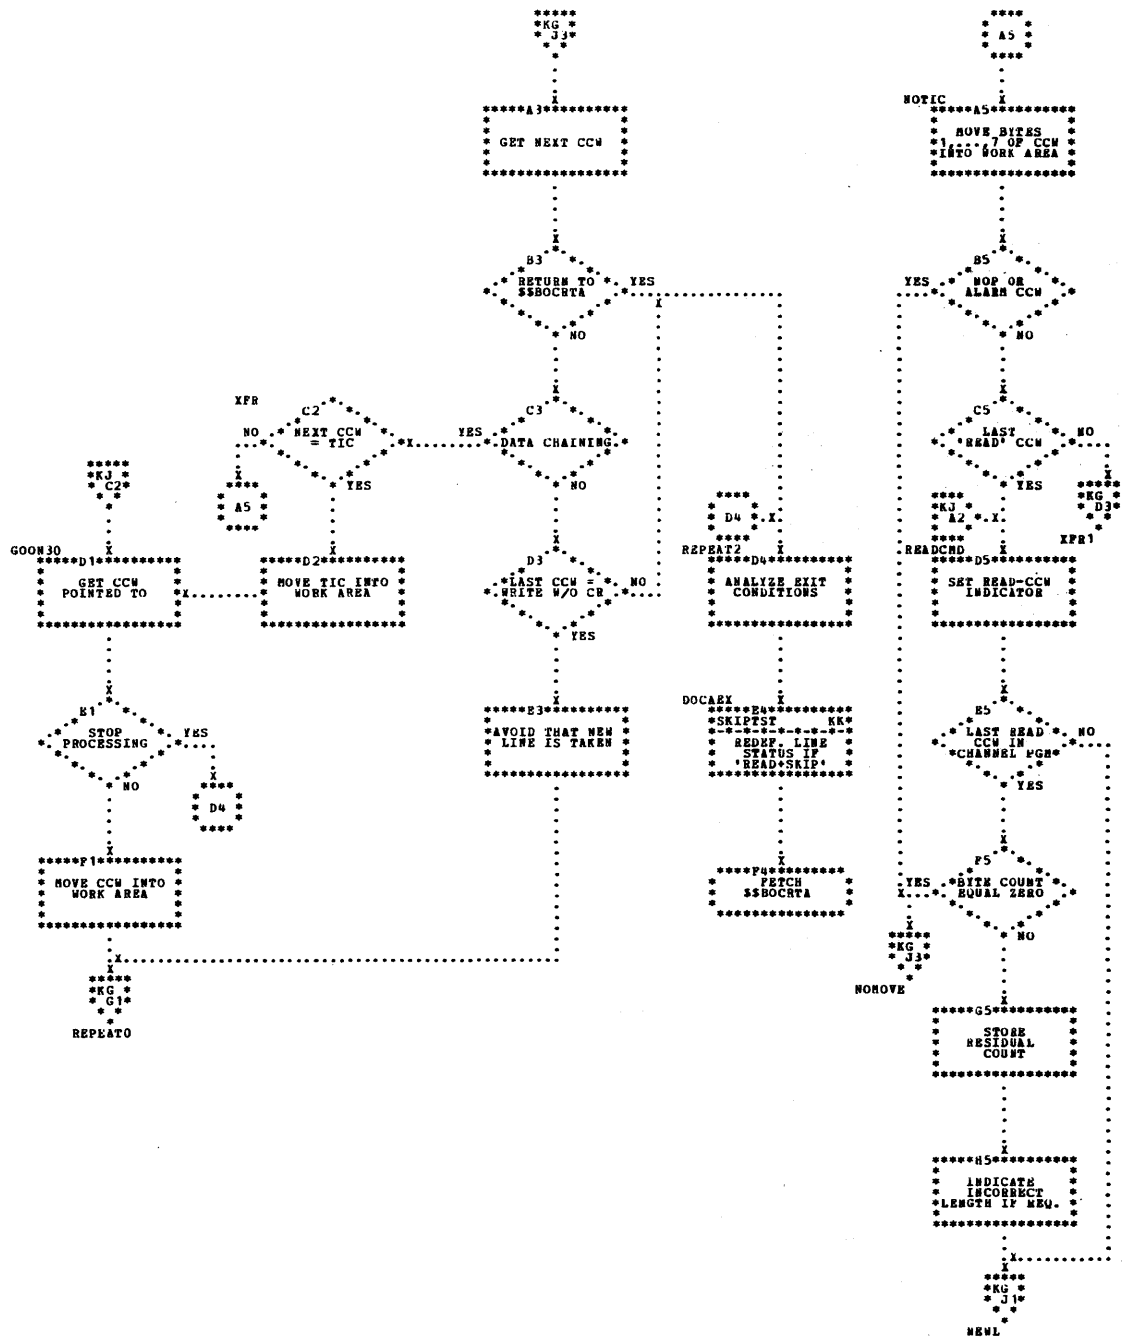 KG
J3
A5
A3
GET NEXT CCW
NOTIC
A5
MOVE BYTES
1,...,7 OF CCW
INTO WORK AREA
B3
RETURN TO
$$BOCRTA
YES
NO
YES
B5
NOP OR
ALARM CCW
NO
XFR
C2
NEXT CCW
= TIC
NO
YES
C3
DATA CHAINING
YES
NO
C5
LAST
'READ' CCW
NO
YES
KJ
C2
A5
D4
KJ
A2
KG
D3
XFR1
GOON30
D1
GET CCW
POINTED TO
D2
MOVE TIC INTO
WORK AREA
D3
LAST CCW =
WRITE W/O CR
NO
YES
REPEAT2
D4
ANALYZE EXIT
CONDITIONS
READCMD
D5
SET READ-CCW
INDICATOR
E1
STOP
PROCESSING
YES
NO
D4
E3
AVOID THAT NEW
LINE IS TAKEN
DOCAEX
E4
SKIPTST KK
REDEF. LINE
STATUS IF
'READ+SKIP'
E5
LAST READ
CCW IN
CHANNEL PGM
NO
YES
F1
MOVE CCW INTO
WORK AREA
F4
FETCH
$$BOCRTA
F5
BYTE COUNT
EQUAL ZERO
YES
NO
KG
G1
REPEAT0
KG
J3
NOMOVE
G5
STORE
RESIDUAL
COUNT
H5
INDICATE
INCORRECT
LENGTH IF REQ.
KG
J1
NEWL